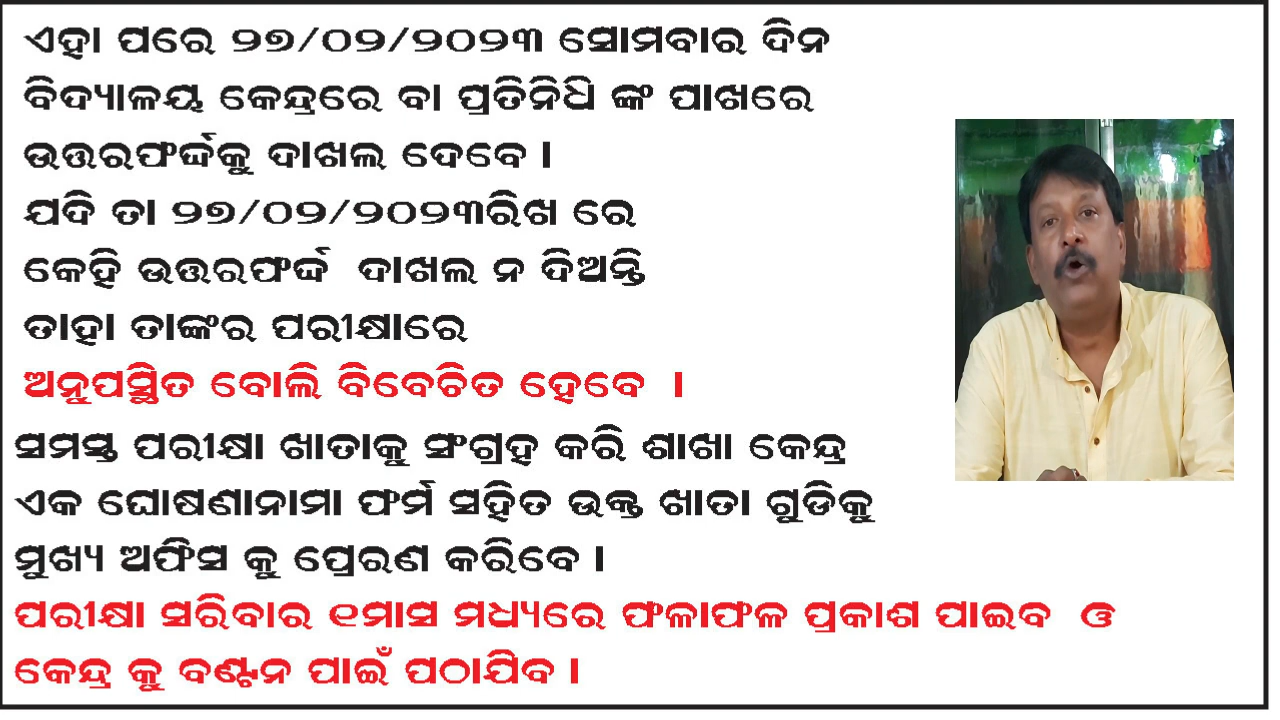 ଏହା ପରେ ୨୭/୦୨/୨୦୨୩ ସୋମବାର ଦିନ
ବିଦ୍ୟାଳୟ କେନ୍ଦ୍ରରେ ବା ପ୍ରତିନିଧି ଙ୍କ ପାଖରେ
ଉତ୍ତରଫର୍ଦ୍ଦକୁ ଦାଖଲ ଦେବେ ।
ଯଦି ତା ୨୭/୦୨/୨୦୨୩ରିଖ ରେ
କେହି ଉତ୍ତରଫର୍ଦ୍ଦ ଦାଖଲ ନ ଦିଅନ୍ତି
ତାହା ତାଙ୍କର ପରୀକ୍ଷାରେ
ଅନୁପସ୍ଥିତ ବୋଲି ବିବେଚିତ ହେବେ ।
ସମସ୍ତ ପରୀକ୍ଷା ଖାତାକୁ ସଂଗ୍ରହ କରି ଶାଖା କେନ୍ଦ୍ର
ଏକ ଘୋଷଣାନାମା ଫର୍ମ ସହିତ ଉକ୍ତ ଖାତା ଗୁଡିକୁ
ମୁଖ୍ୟ ଅଫିସ କୁ ପ୍ରେରଣ କରିବେ ।
ପରୀକ୍ଷା ସରିବାର ୧ମାସ ମଧ୍ୟରେ ଫଳାଫଳ ପ୍ରକାଶ ପାଇବ ଓ
କେନ୍ଦ୍ର କୁ ବଣ୍ଟନ ପାଇଁ ପଠାଯିବ ।